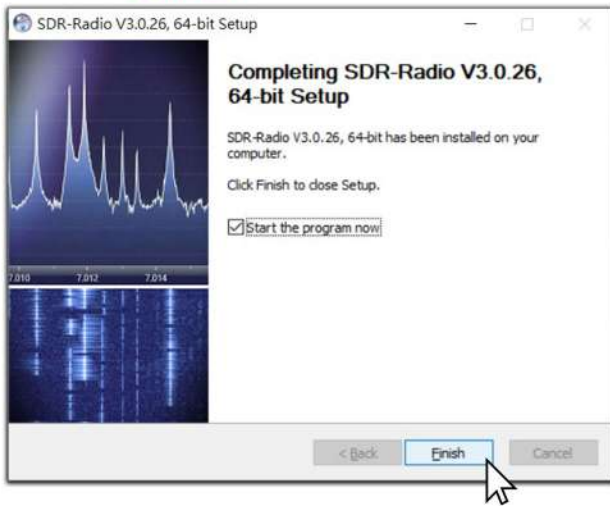 SDR-Radio V3.0.26, 64-bit Setup
Completing SDR-Radio V3.0.26,
64-bit Setup
SDR-Radio V3.0.26, 64-bit has been installed on your
computer.
Click Finish to close Setup.
Start the program now
7.010 7.012 7.014
< Back Finish Cancel